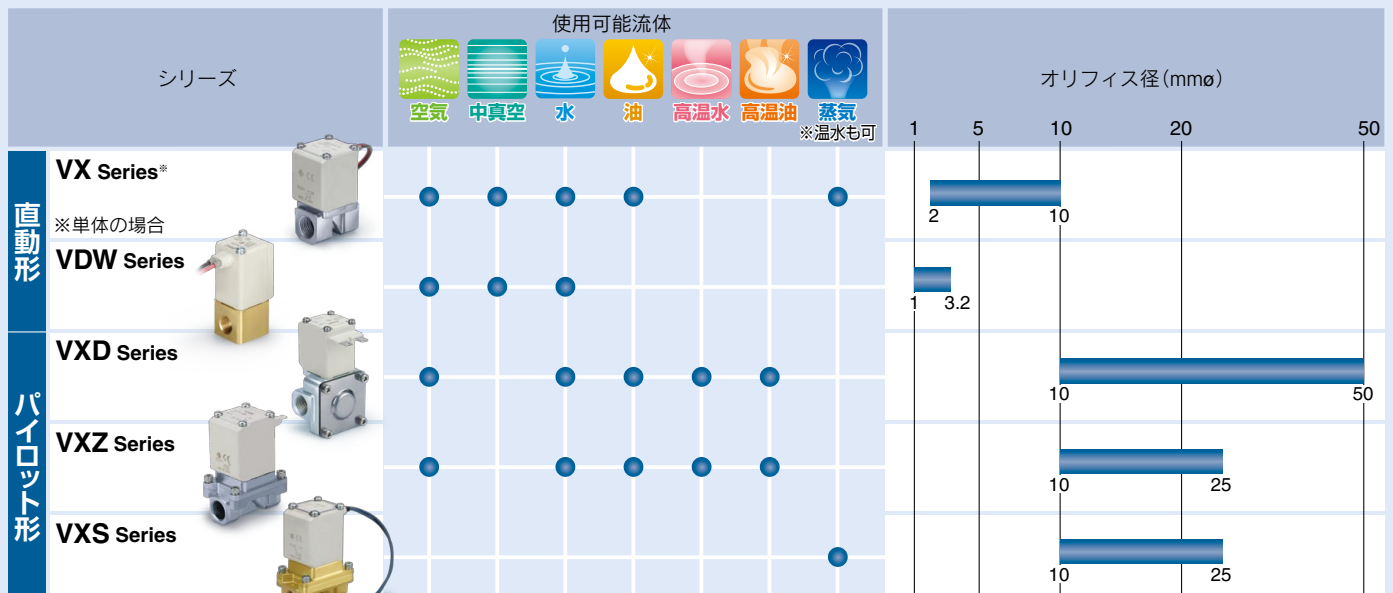 シリーズ
使用可能流体
空気 中真空 水 油 高温水 高温油 蒸気
※温水も可
オリフィス径(mmø)
1 5 10 20 50
直動形
VX Series※
※単体の場合
2 10
VDW Series
1 3.2
パイロット形
VXD Series
10 50
VXZ Series
10 25
VXS Series
10 25